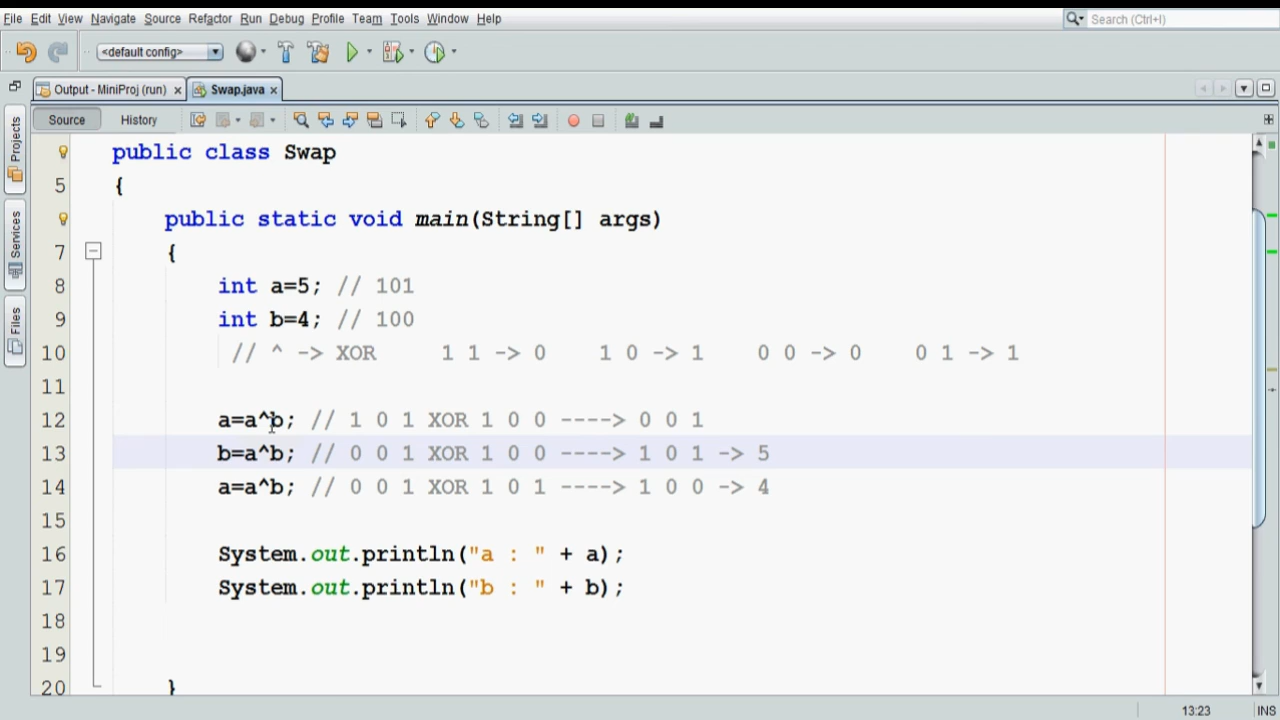 File Edit View Navigate Source Refactor Run Debug Profile Team Tools Window Help Search (Ctrl+I)
<default config>
Output - MiniProj (run) × Swap.java ×
Source History
Projects
Services
Files
public class Swap
5 {
public static void main(String[] args)
7 {
8 int a=5; // 101
9 int b=4; // 100
10 // ^ -> XOR 1 1 -> 0 1 0 -> 1 0 0 -> 0 0 1 -> 1
11
12 a=a^b; // 1 0 1 XOR 1 0 0 ----> 0 0 1
13 b=a^b; // 0 0 1 XOR 1 0 0 ----> 1 0 1 -> 5
14 a=a^b; // 0 0 1 XOR 1 0 1 ----> 1 0 0 -> 4
15
16 System.out.println("a : " + a);
17 System.out.println("b : " + b);
18
19
20 }
13:23 INS